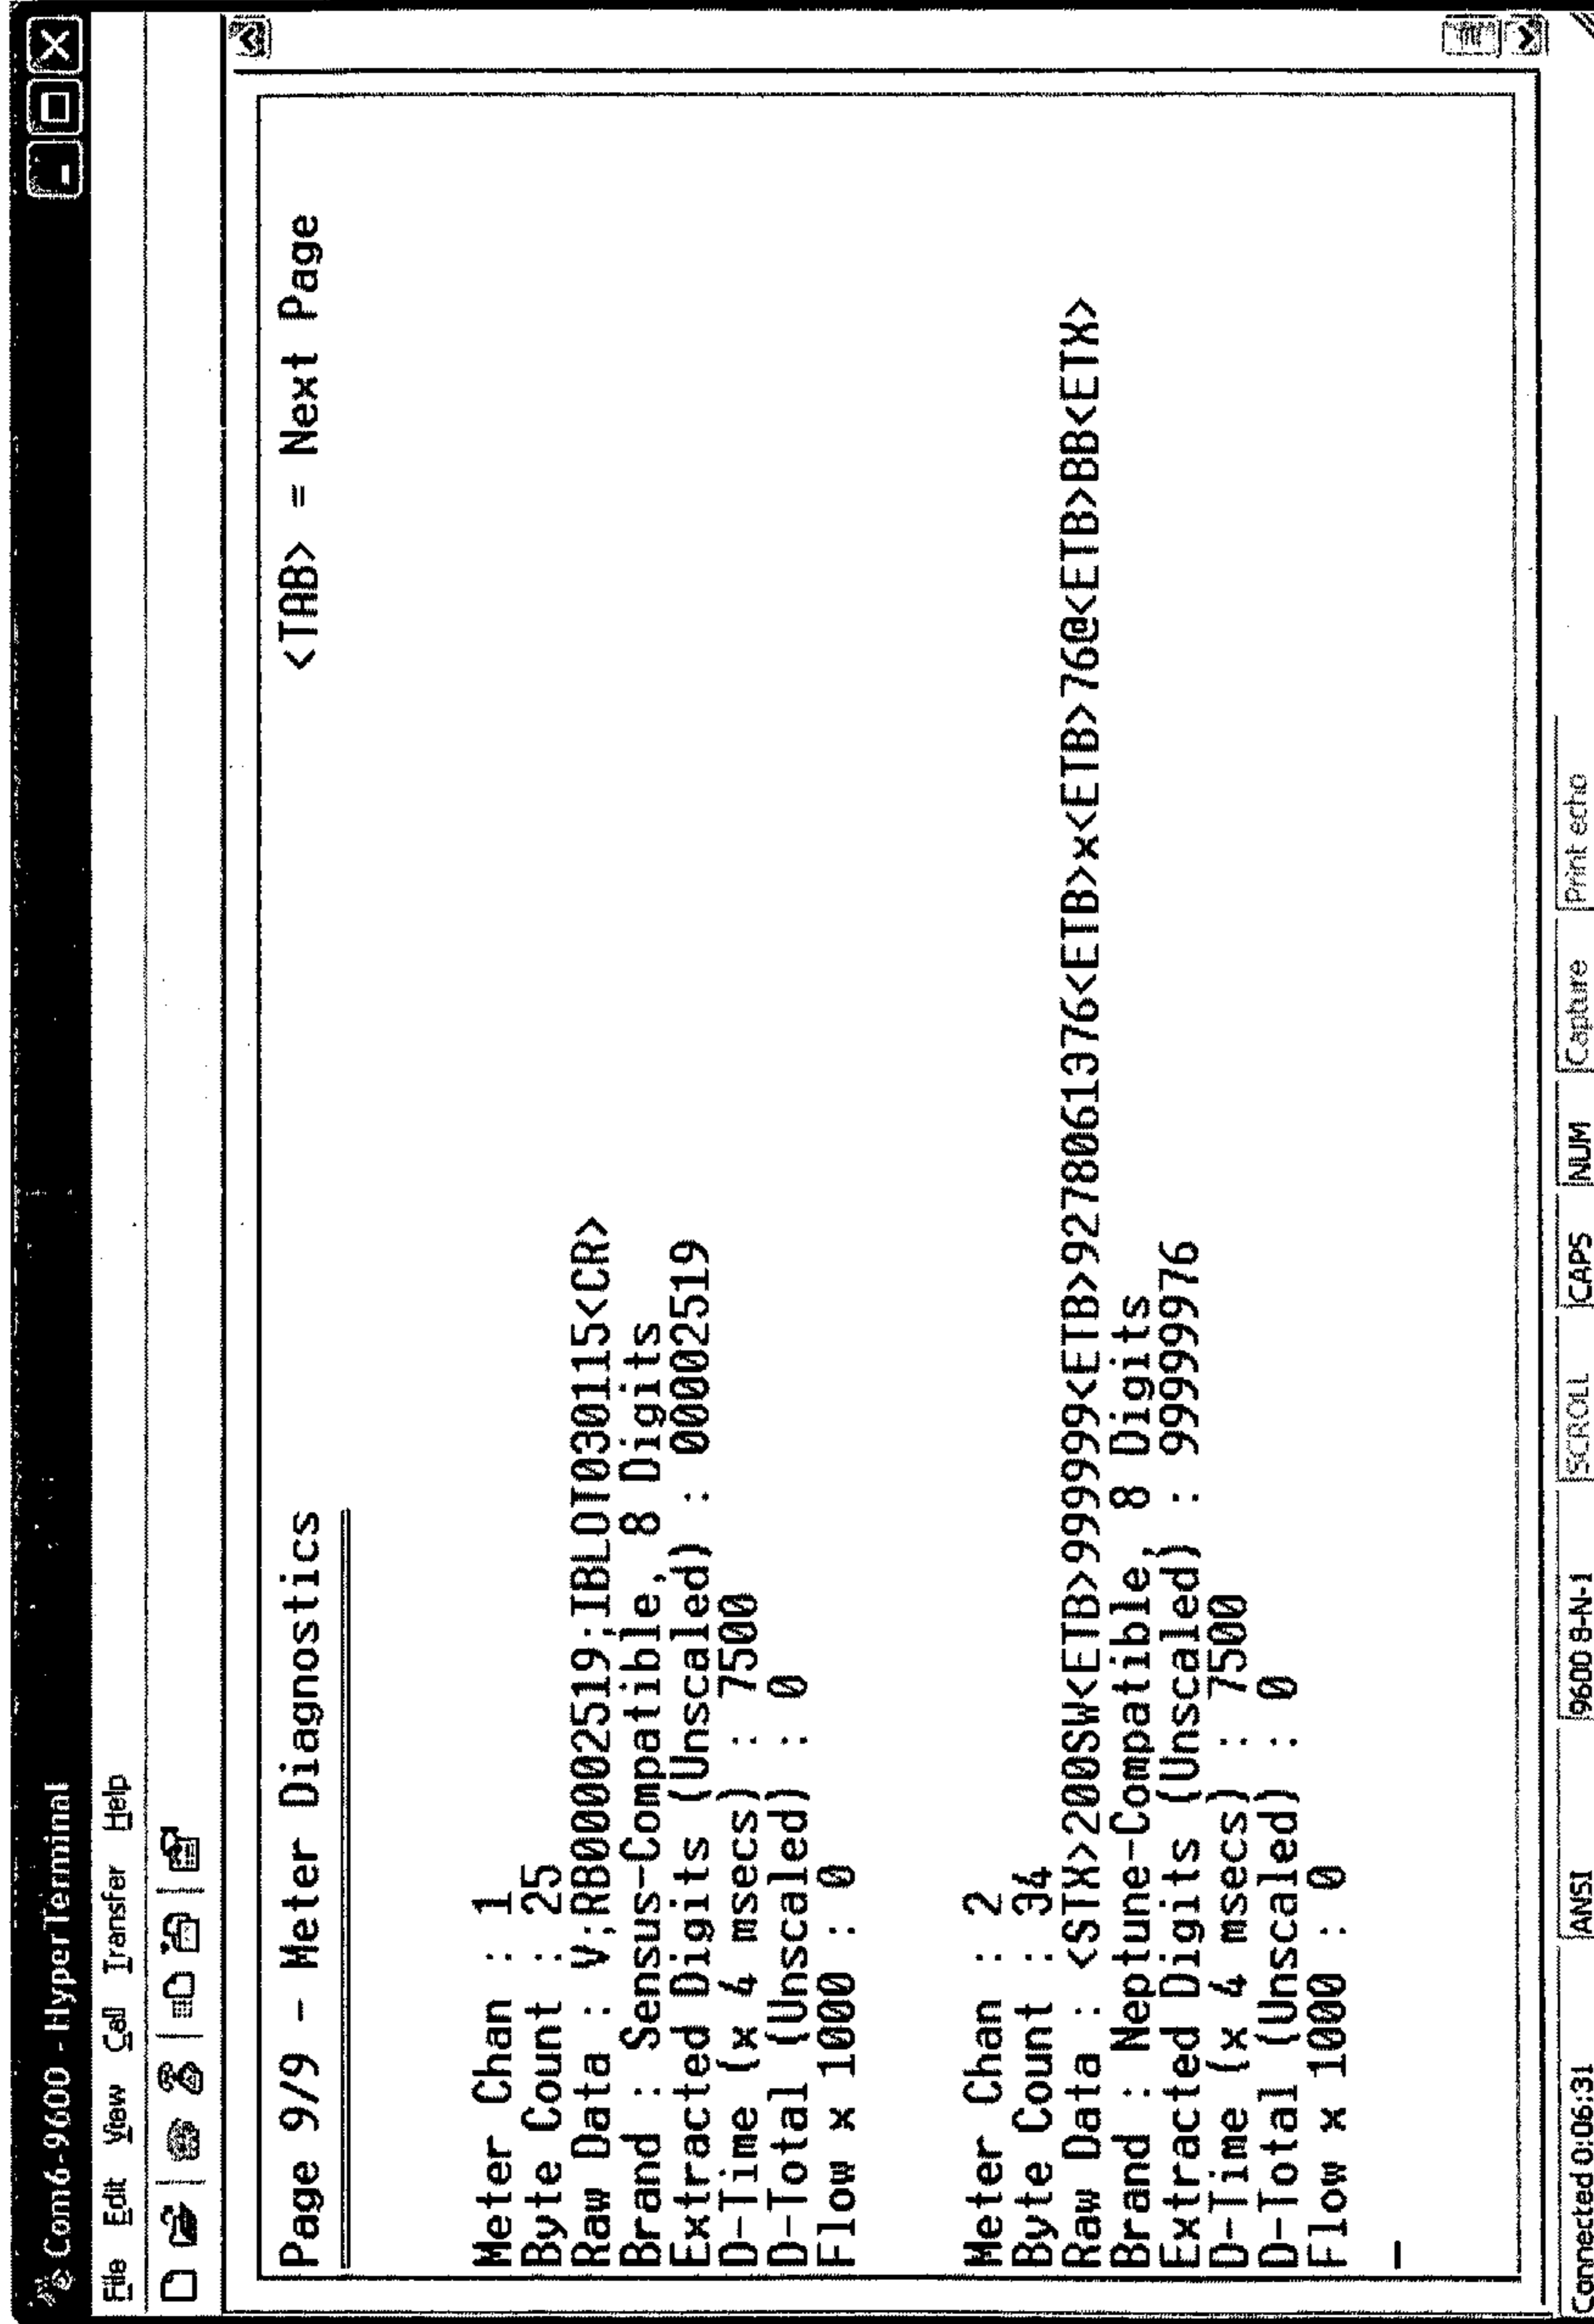 Com6-9600 - HyperTerminal
File Edit View Call Transfer Help
Page 9/9 - Meter Diagnostics <TAB> = Next Page
Meter Chan : 1
Byte Count : 25
Raw Data : V;RB00002519;IBLOT030115<CR>
Brand : Sensus-Compatible, 8 Digits
Extracted Digits (Unscaled) : 00002519
D-Time (x 4 msecs) : 7500
D-Total (Unscaled) : 0
Flow x 1000 : 0
Meter Chan : 2
Byte Count : 34
Raw Data : <STX>200SW<ETB>999999<ETB>9278061376<ETB>x<ETB>76@<ETB>BB<ETX>
Brand : Neptune-Compatible, 8 Digits
Extracted Digits (Unscaled) : 99999976
D-Time (x 4 msecs) : 7500
D-Total (Unscaled) : 0
Flow x 1000 : 0
Connected 0:06:31 ANSI 9600 8-N-1 SCROLL CAPS NUM Capture Print echo